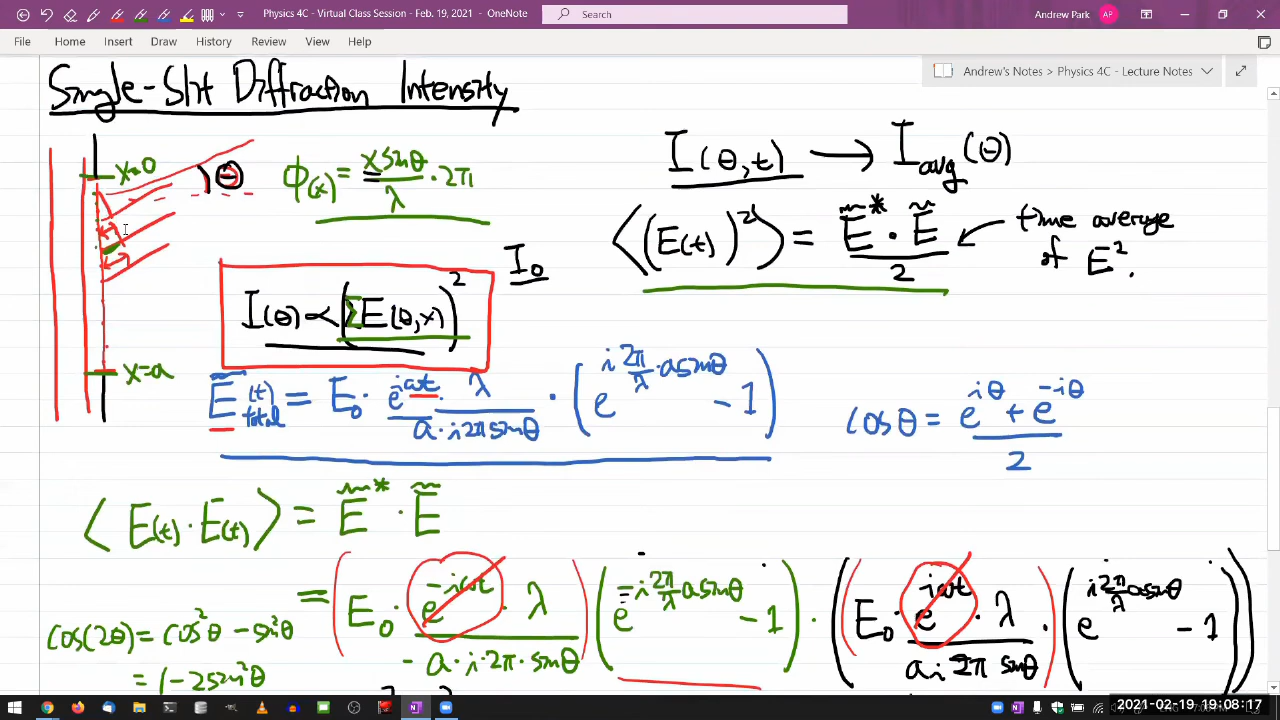 Physics 4C - Virtual Class Session - Feb. 19, 2021 - OneNote
Search
Andrew Park
AP
File Home Insert Draw History Review View Help
Andrew's Notes > Physics 4C - Lecture Note...
Single-Slit Diffraction Intensity
x=0
θ
ϕ(x) = x sinθ / λ · 2π
I(θ,t) → I avg (θ)
⟨(E(t))²⟩ = Ẽ* · Ẽ / 2 ← time average of E².
I₀
I(θ) ∝ (ΣE(θ,x))²
x=a
Ẽ total (t) = E₀ · e^{iωt} · λ / (a · i2π sinθ) · (e^{i 2π/λ · a sinθ} - 1)
cosθ = (e^{iθ} + e^{-iθ}) / 2
⟨E(t) · E(t)⟩ = Ẽ* · Ẽ
= (E₀ · e^{-iωt} · λ / (-a · i · 2π · sinθ)) (e^{-i 2π/λ a sinθ} - 1) · ((E₀ · e^{iωt} · λ / (a i 2π sinθ)) · (e^{i 2π/λ a sinθ} - 1))
cos(2θ) = cos²θ - sin²θ
= 1 - 2sin²θ
2021-02-19 19:08:17